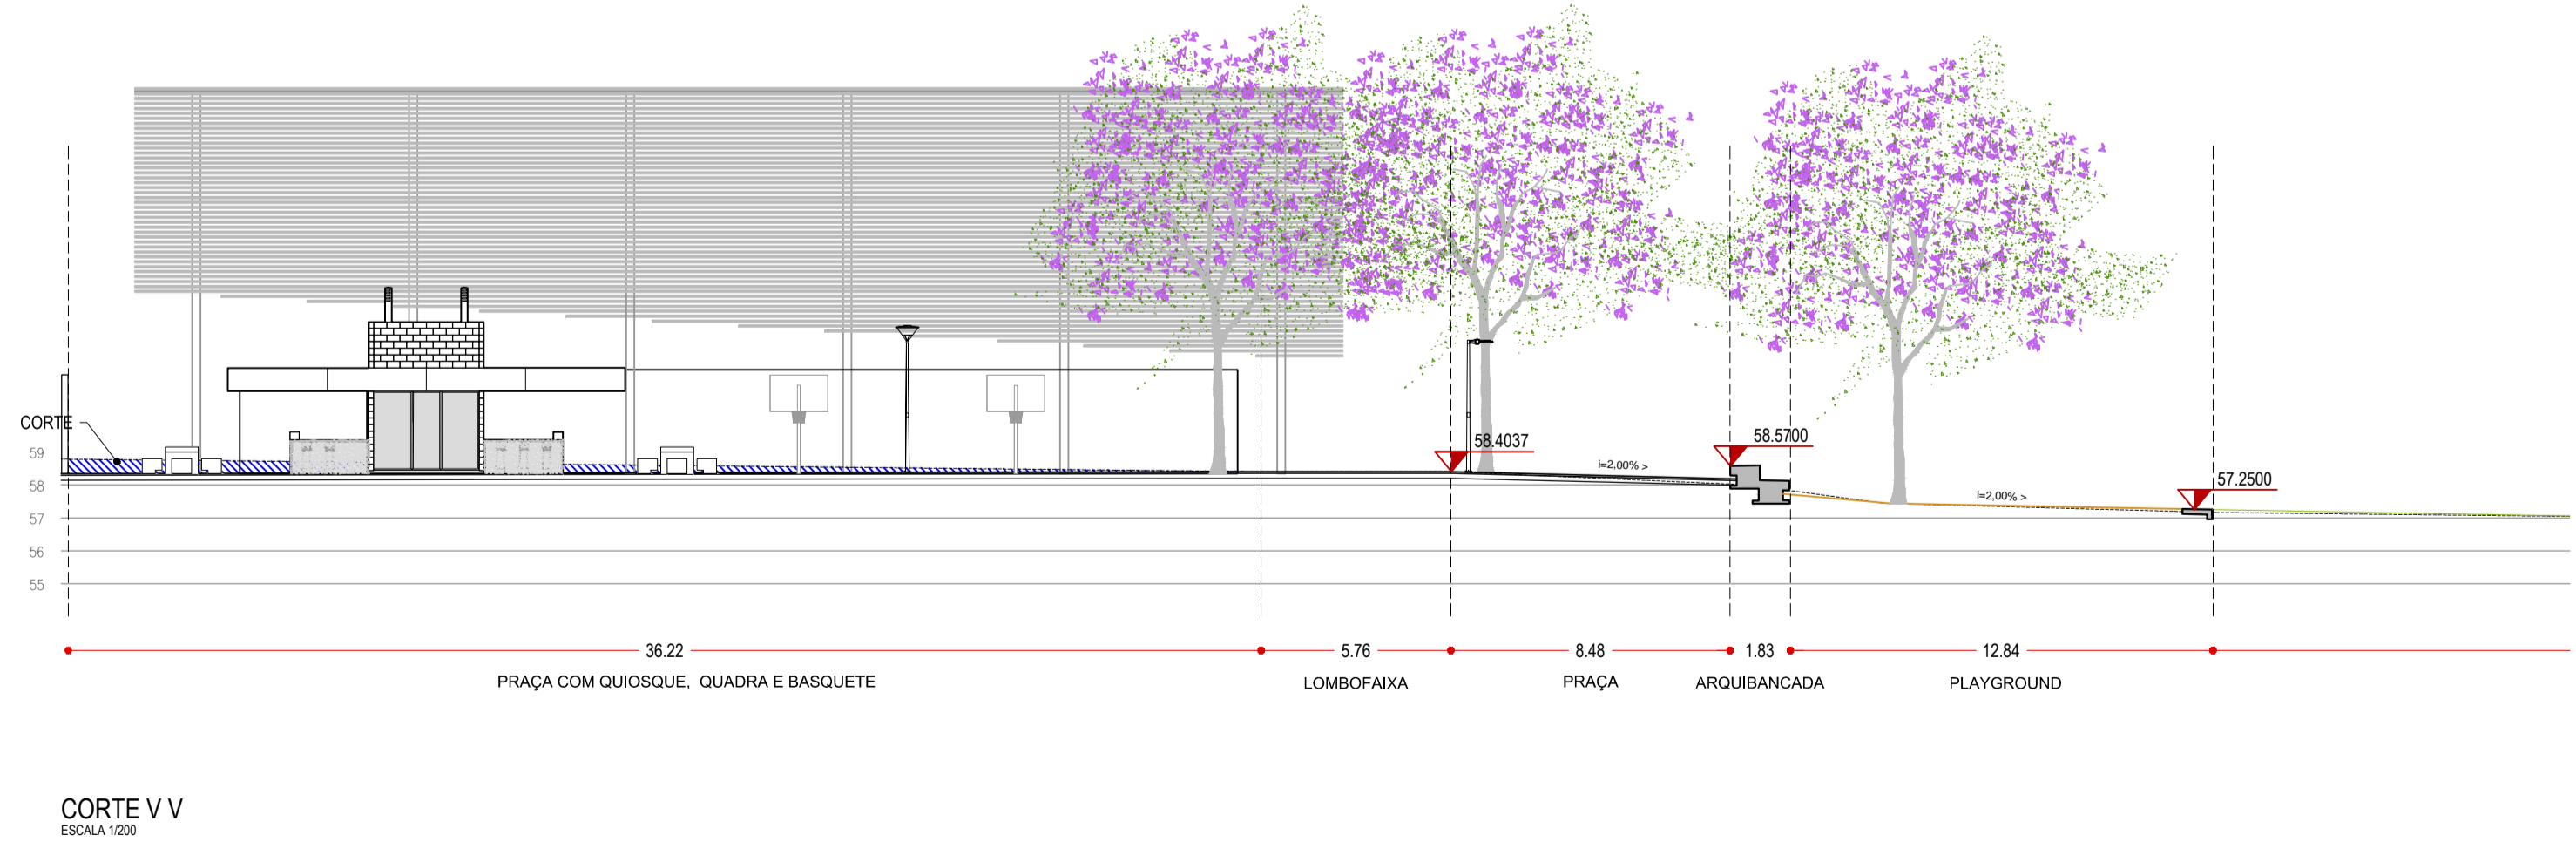 CORTE
59
58
57
56
55
58.4037
i=2,00% >
58.5700
i=2,00% >
57.2500
36.22
5.76
8.48
1.83
12.84
PRAÇA COM QUIOSQUE, QUADRA E BASQUETE
LOMBOFAIXA
PRAÇA
ARQUIBANCADA
PLAYGROUND
CORTE V V
ESCALA 1/200